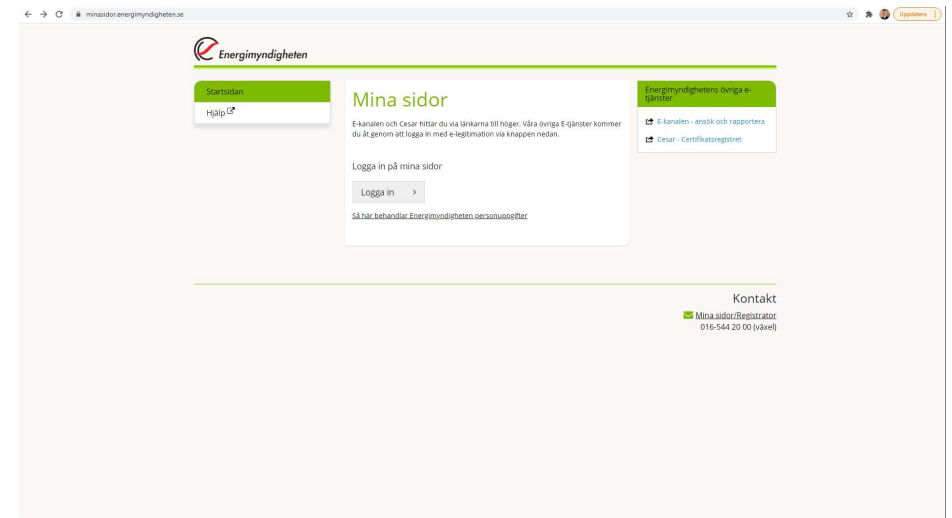 minasidor.energimyndigheten.se
Uppdatera
Energimyndigheten
Startsidan
Hjälp
Mina sidor
E-kanalen och Cesar hittar du via länkarna till höger. Våra övriga E-tjänster kommer
du åt genom att logga in med e-legitimation via knappen nedan.
Logga in på mina sidor
Logga in
Så här behandlar Energimyndigheten personuppgifter
Energimyndighetens övriga e-
tjänster
E-kanalen - ansök och rapportera
Cesar - Certifikatsregistret
Kontakt
Mina sidor/Registrator
016-544 20 00 (växel)